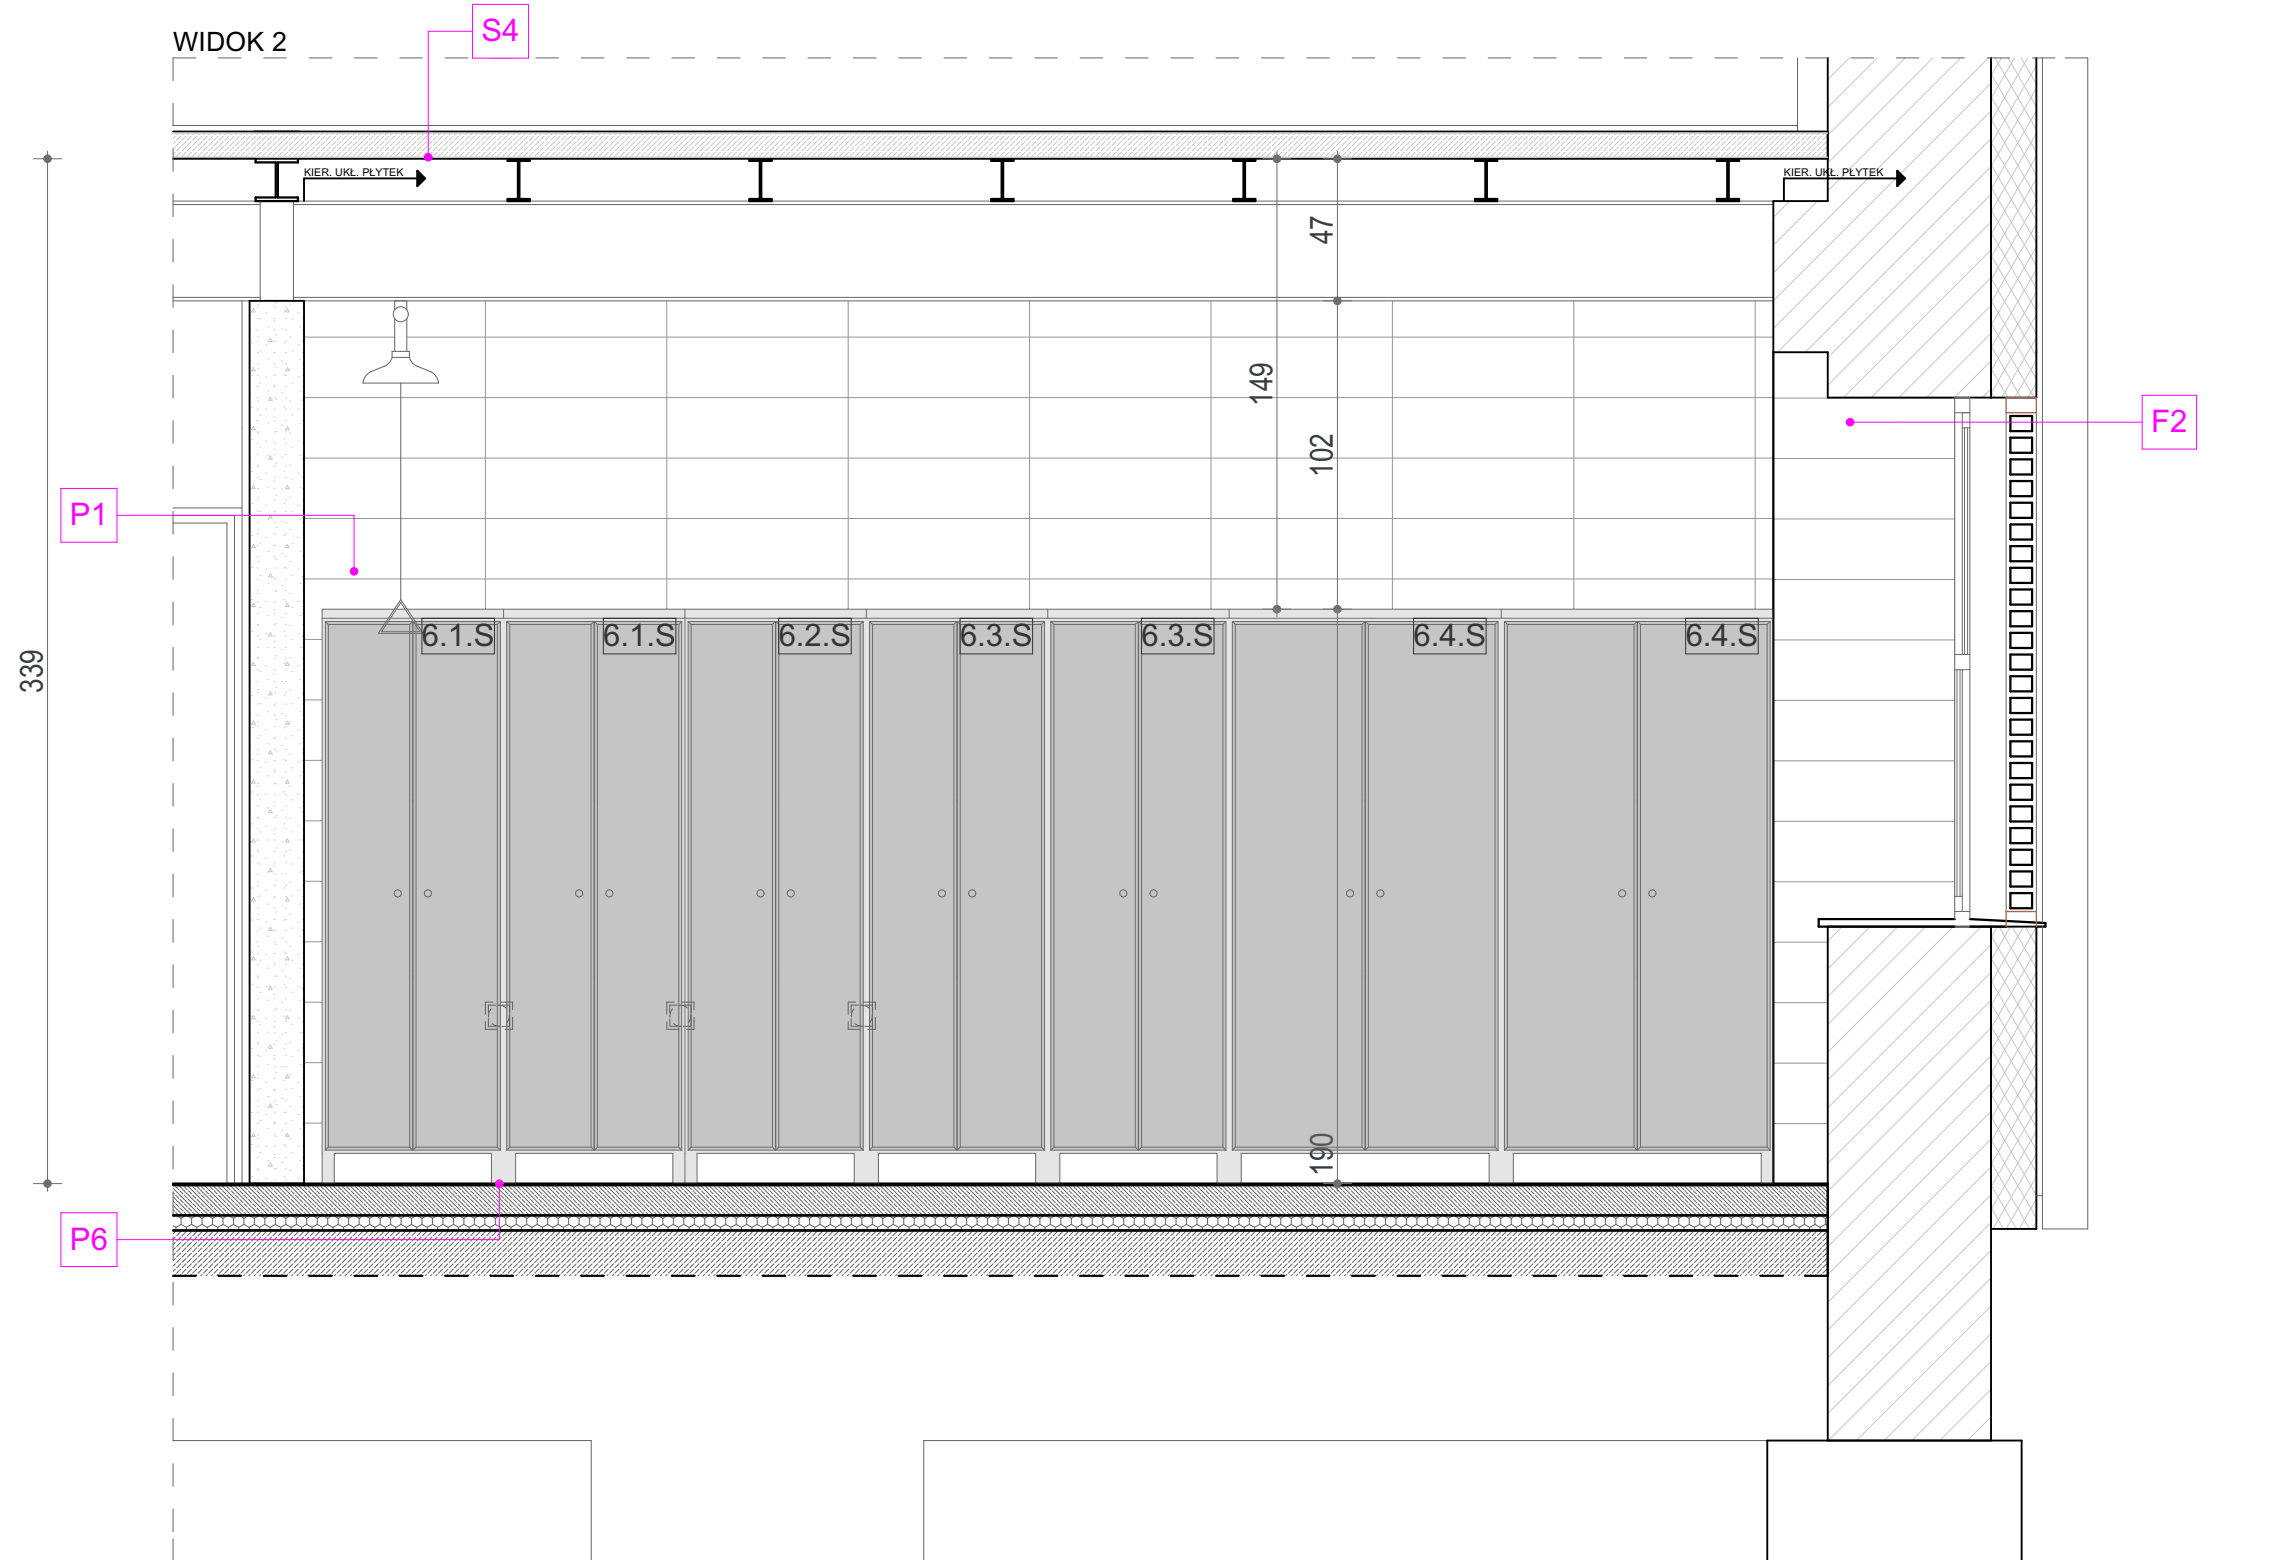 S4
WIDOK 2
KIER. UKŁ. PŁYTEK
KIER. UKŁ. PŁYTEK
47
149
F2
102
P1
6.1.S
6.1.S
6.2.S
6.3.S
6.3.S
6.4.S
6.4.S
339
190
P6